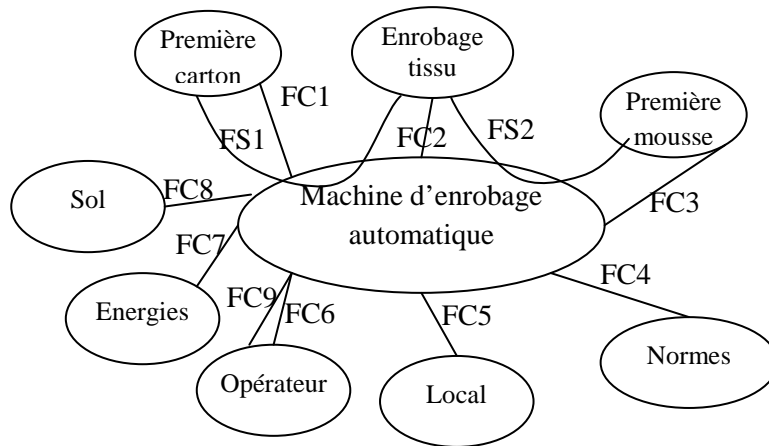 Première
carton
Enrobage
tissu
Première
mousse
FC1
FS1
FC2
FS2
FC3
Sol
FC8
Machine d'enrobage
automatique
FC7
FC4
Energies
FC9
FC6
FC5
Normes
Opérateur
Local